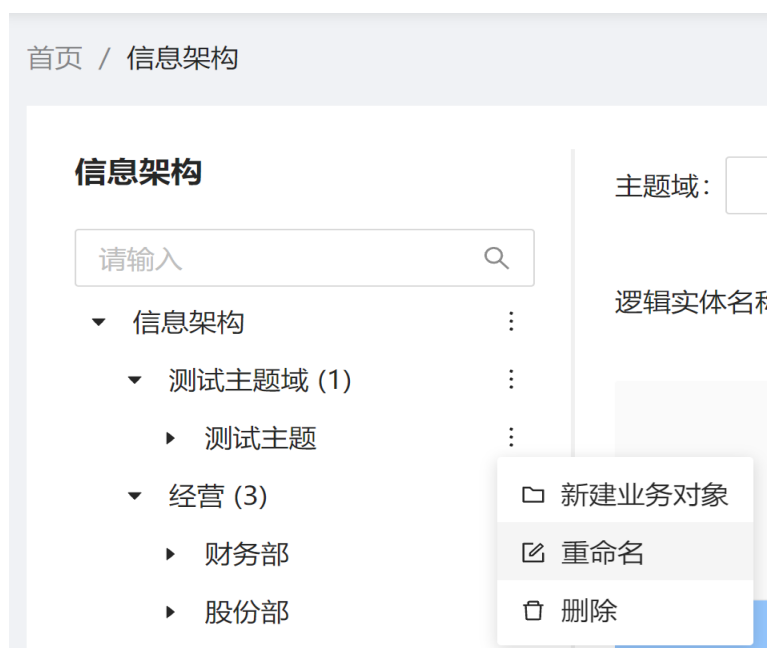 首页 / 信息架构
信息架构
请输入
信息架构
测试主题域 (1)
测试主题
经营 (3)
财务部
股份部
主题域：
逻辑实体名
新建业务对象
重命名
删除